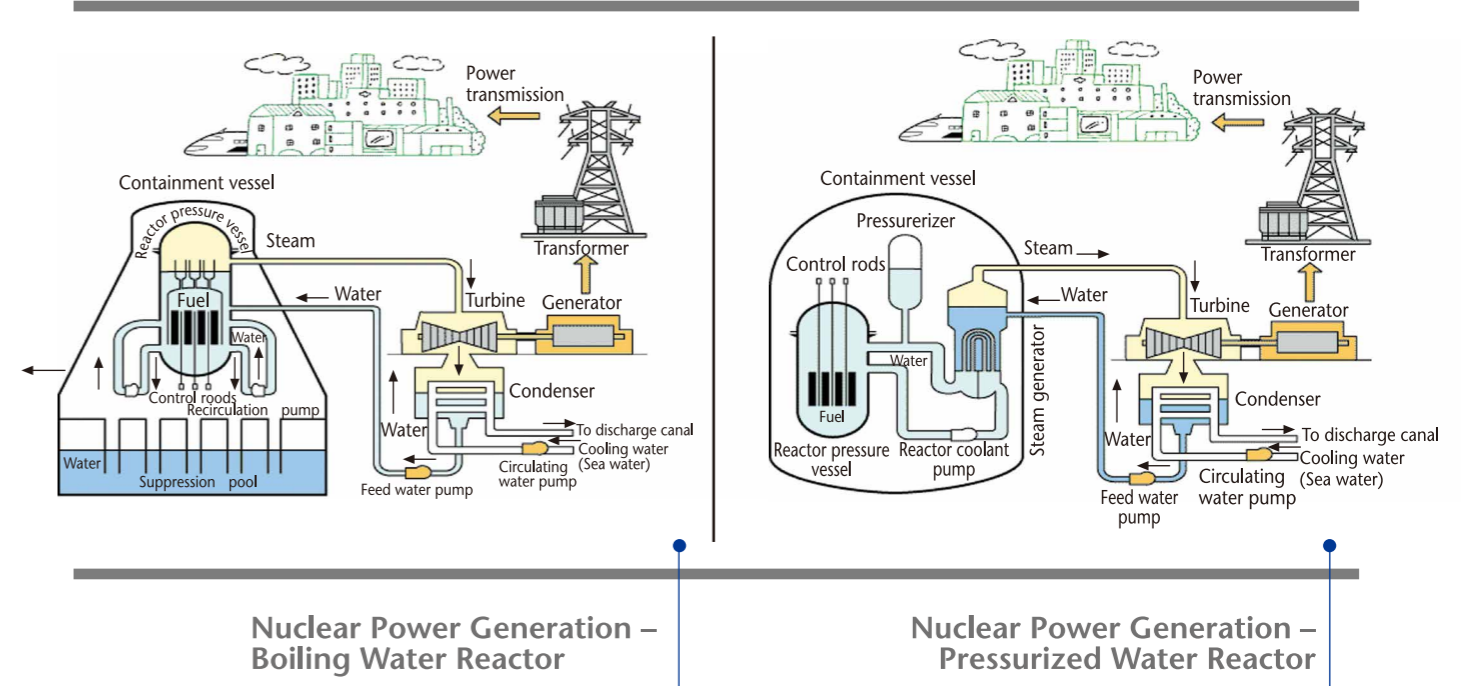 Power
transmission
Containment vessel
Reactor pressure vessel
Steam
Transformer
Fuel
Water
Turbine
Generator
Water
Control roods
Recirculation pump
Condenser
Water
To discharge canal
Cooling water
(Sea water)
Circulating
water pump
Feed water pump
Water
Suppression pool
Power
transmission
Containment vessel
Pressurerizer
Steam
Transformer
Control rods
Water
Turbine
Generator
Water
Steam generator
Condenser
Fuel
Water
To discharge canal
Reactor pressure
vessel
Reactor coolant
pump
Cooling water
(Sea water)
Circulating
water pump
Feed water
pump
Nuclear Power Generation –
Boiling Water Reactor
Nuclear Power Generation –
Pressurized Water Reactor